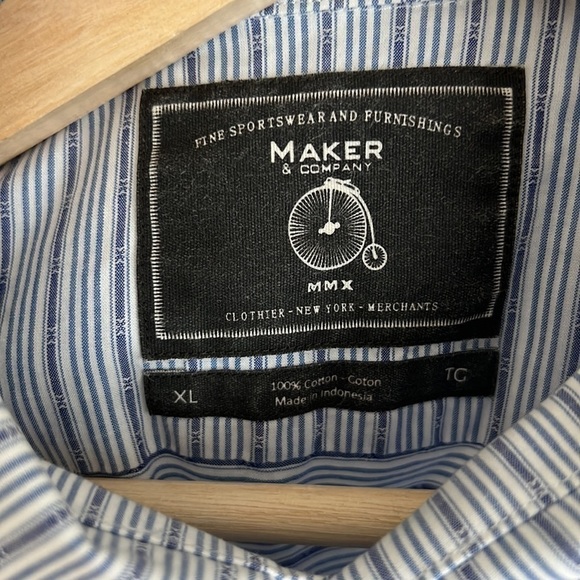 FINE SPORTSWEAR AND FURNISHINGS
MAKER
& COMPANY
MMX
CLOTHIER - NEW YORK - MERCHANTS
XL
100% Cotton - Coton
Made in Indonesia
TG